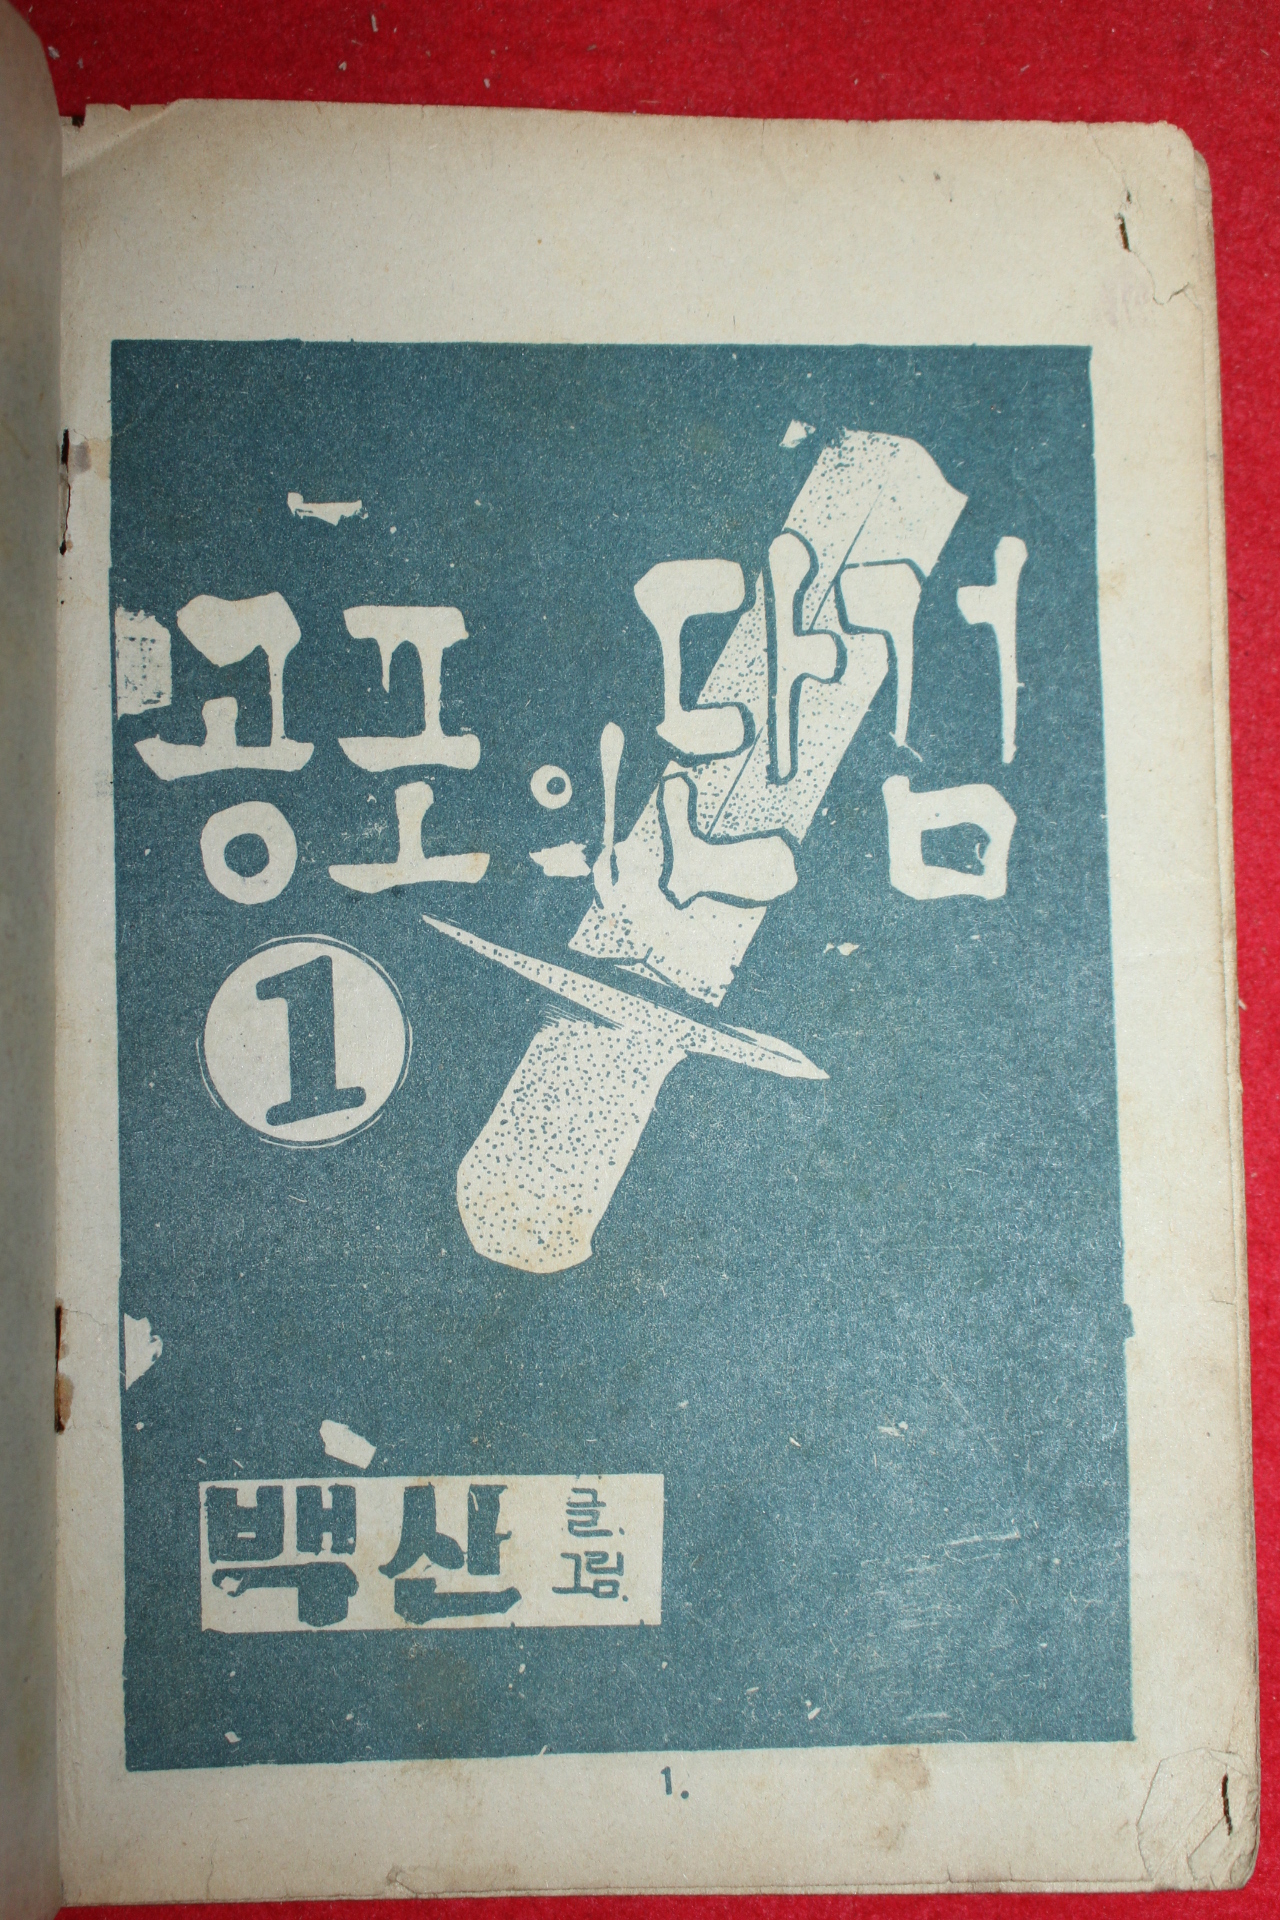 공포의 단검
1
백산 글. 그림.
1.